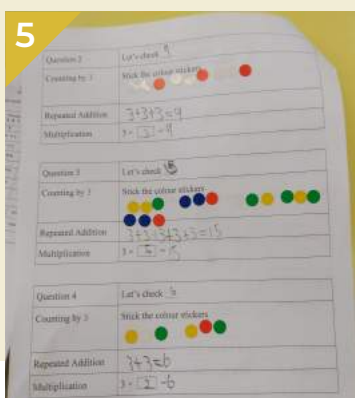 5
Question 2 Let's check 9
Counting by 3 Stick the colour stickers
Repeated Addition 3+3+3=9
Multiplication 3 × 3 = 9
Question 3 Let's check 15
Counting by 3 Stick the colour stickers
Repeated Addition 3+3+3+3+3=15
Multiplication 3 × 5 = 15
Question 4 Let's check 6
Counting by 3 Stick the colour stickers
Repeated Addition 3+3=6
Multiplication 3 × 2 = 6